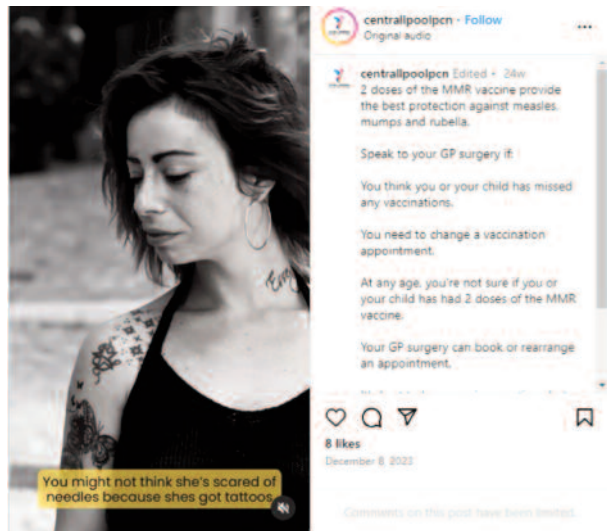 You might not think she's scared of
needles because shes got tattoos
centrallpoolpcn · Follow
Original audio
centrallpoolpcn Edited • 24w
2 doses of the MMR vaccine provide
the best protection against measles,
mumps and rubella.
Speak to your GP surgery if:
You think you or your child has missed
any vaccinations.
You need to change a vaccination
appointment.
At any age, you're not sure if you or
your child has had 2 doses of the MMR
vaccine.
Your GP surgery can book or rearrange
an appointment.
8 likes
December 8, 2023
Comments on this post have been limited.